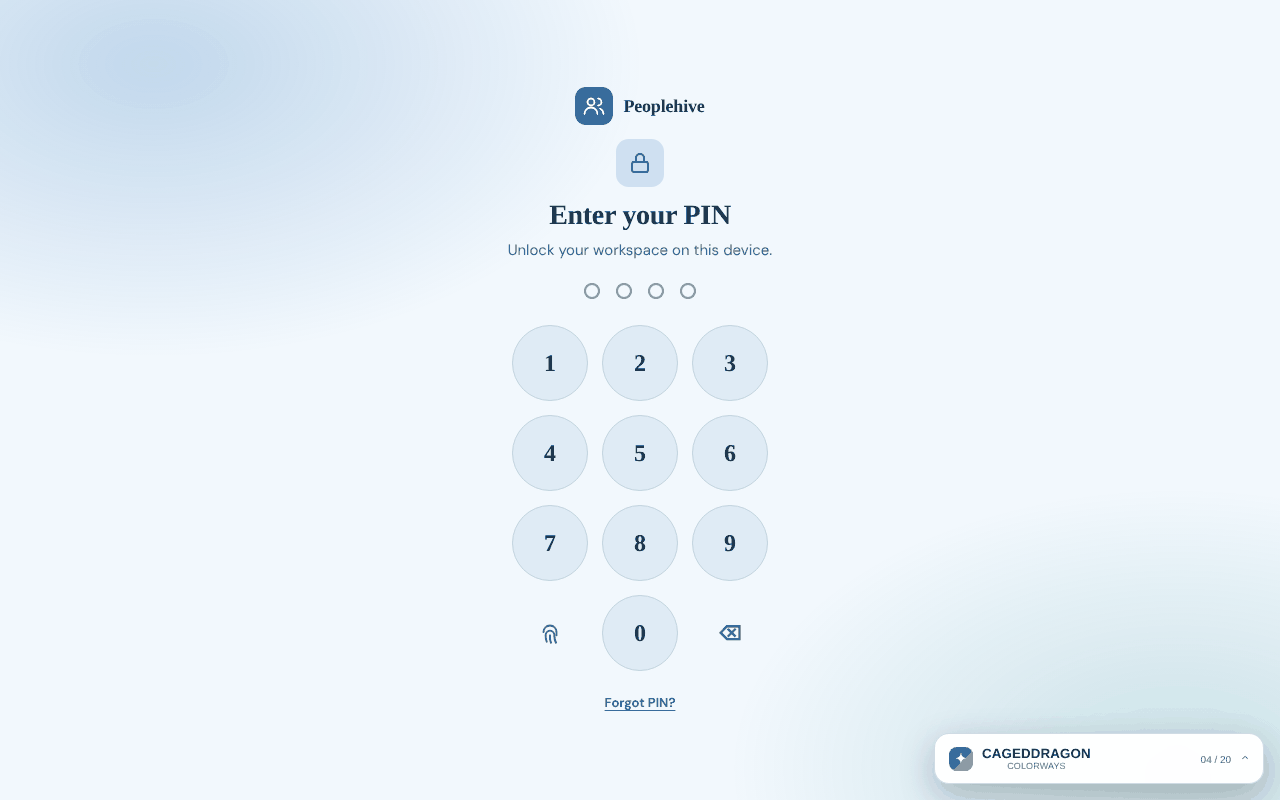 Peoplehive
Enter your PIN
Unlock your workspace on this device.
1 2 3
4 5 6
7 8 9
0
Forgot PIN?
CAGEDDRAGON
COLORWAYS
04 / 20